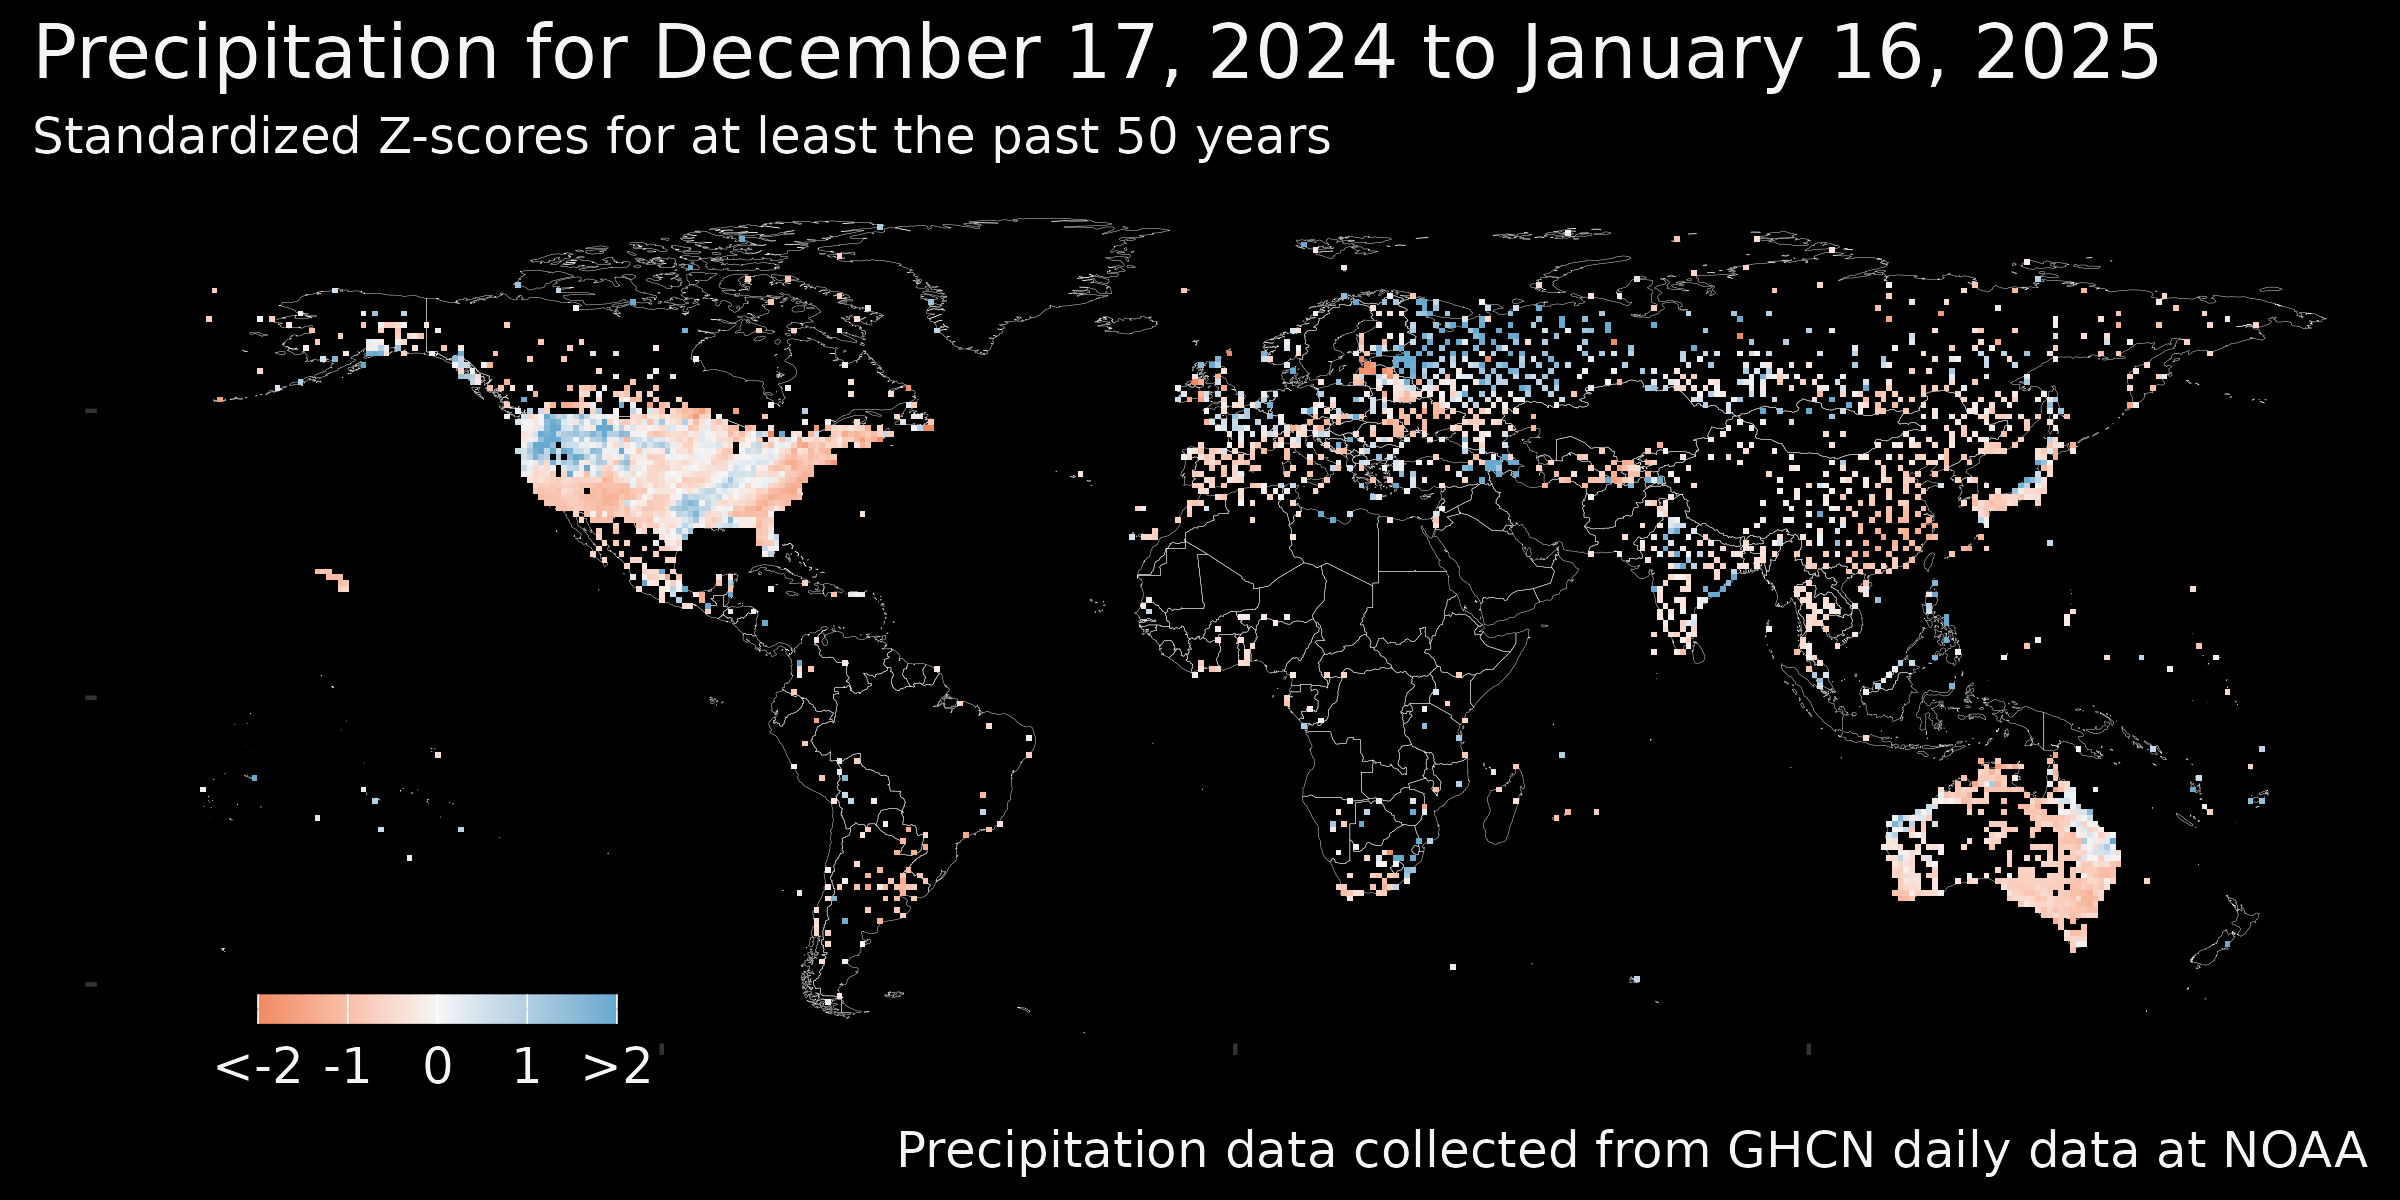 Precipitation for December 17, 2024 to January 16, 2025
Standardized Z-scores for at least the past 50 years
<-2 -1 0 1 >2
Precipitation data collected from GHCN daily data at NOAA